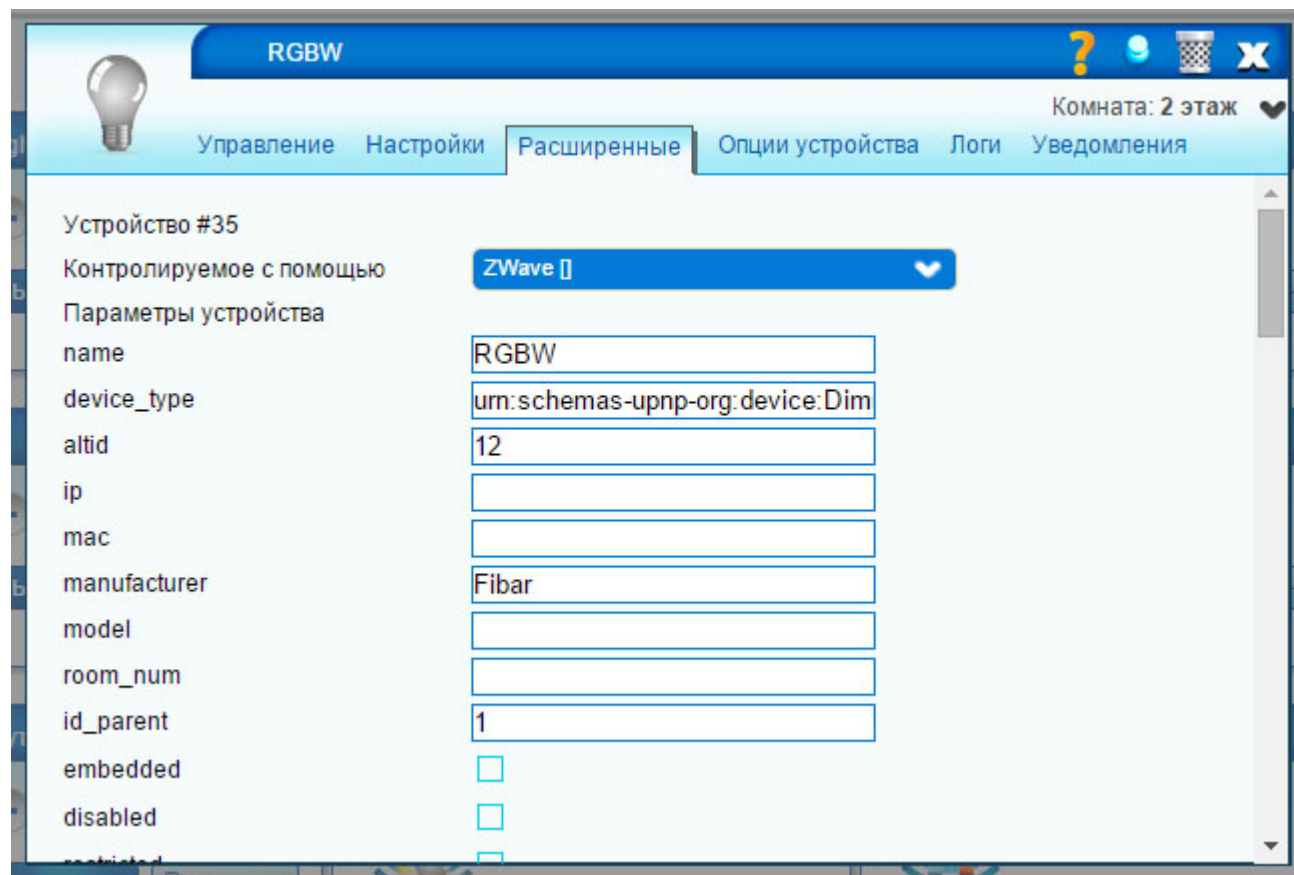 RGBW
Комната: 2 этаж
Управление Настройки Расширенные Опции устройства Логи Уведомления
Устройство #35
Контролируемое с помощью ZWave []
Параметры устройства
name RGBW
device_type urn:schemas-upnp-org:device:Dim
altid 12
ip
mac
manufacturer Fibar
model
room_num
id_parent 1
embedded
disabled
restricted